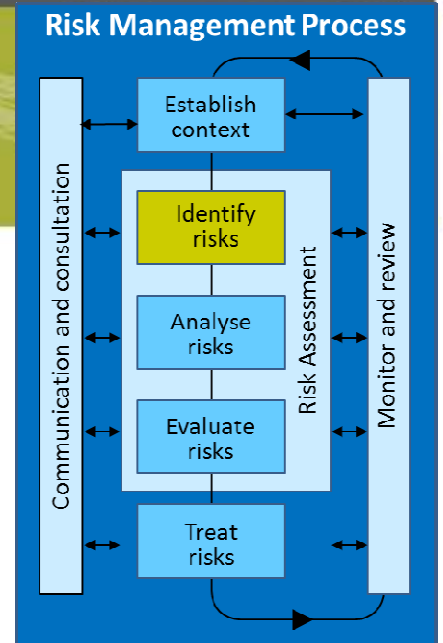 Risk Management Process
Establish
context
Communication and consultation
Identify
risks
Analyse
risks
Evaluate
risks
Risk Assessment
Monitor and review
Treat
risks